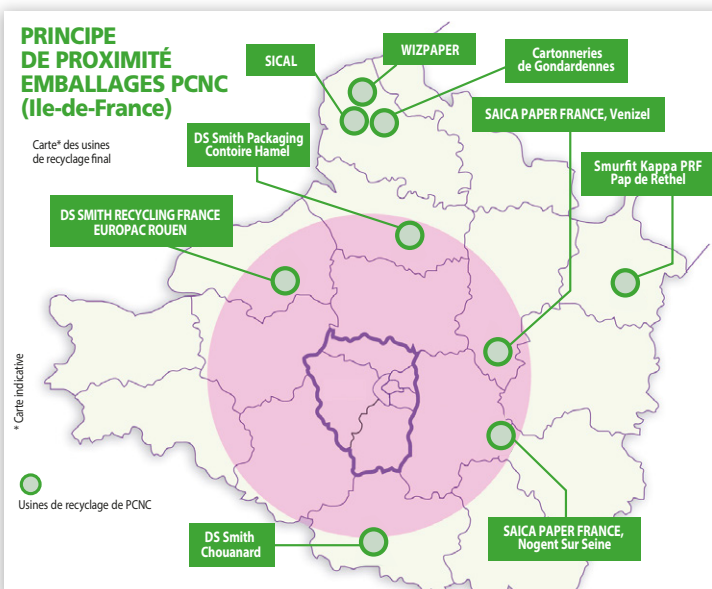 PRINCIPE
DE PROXIMITÉ
EMBALLAGES PCNC
(Ile-de-France)
Carte* des usines
de recyclage final
SICAL
WIZPAPER
Cartonneries
de Gondardennes
DS Smith Packaging
Contoire Hamel
SAICA PAPER FRANCE, Venizel
Smurfit Kappa PRF
Pap de Rethel
DS SMITH RECYCLING FRANCE
EUROPAC ROUEN
* Carte indicative
Usines de recyclage de PCNC
DS Smith
Chouanard
SAICA PAPER FRANCE,
Nogent Sur Seine